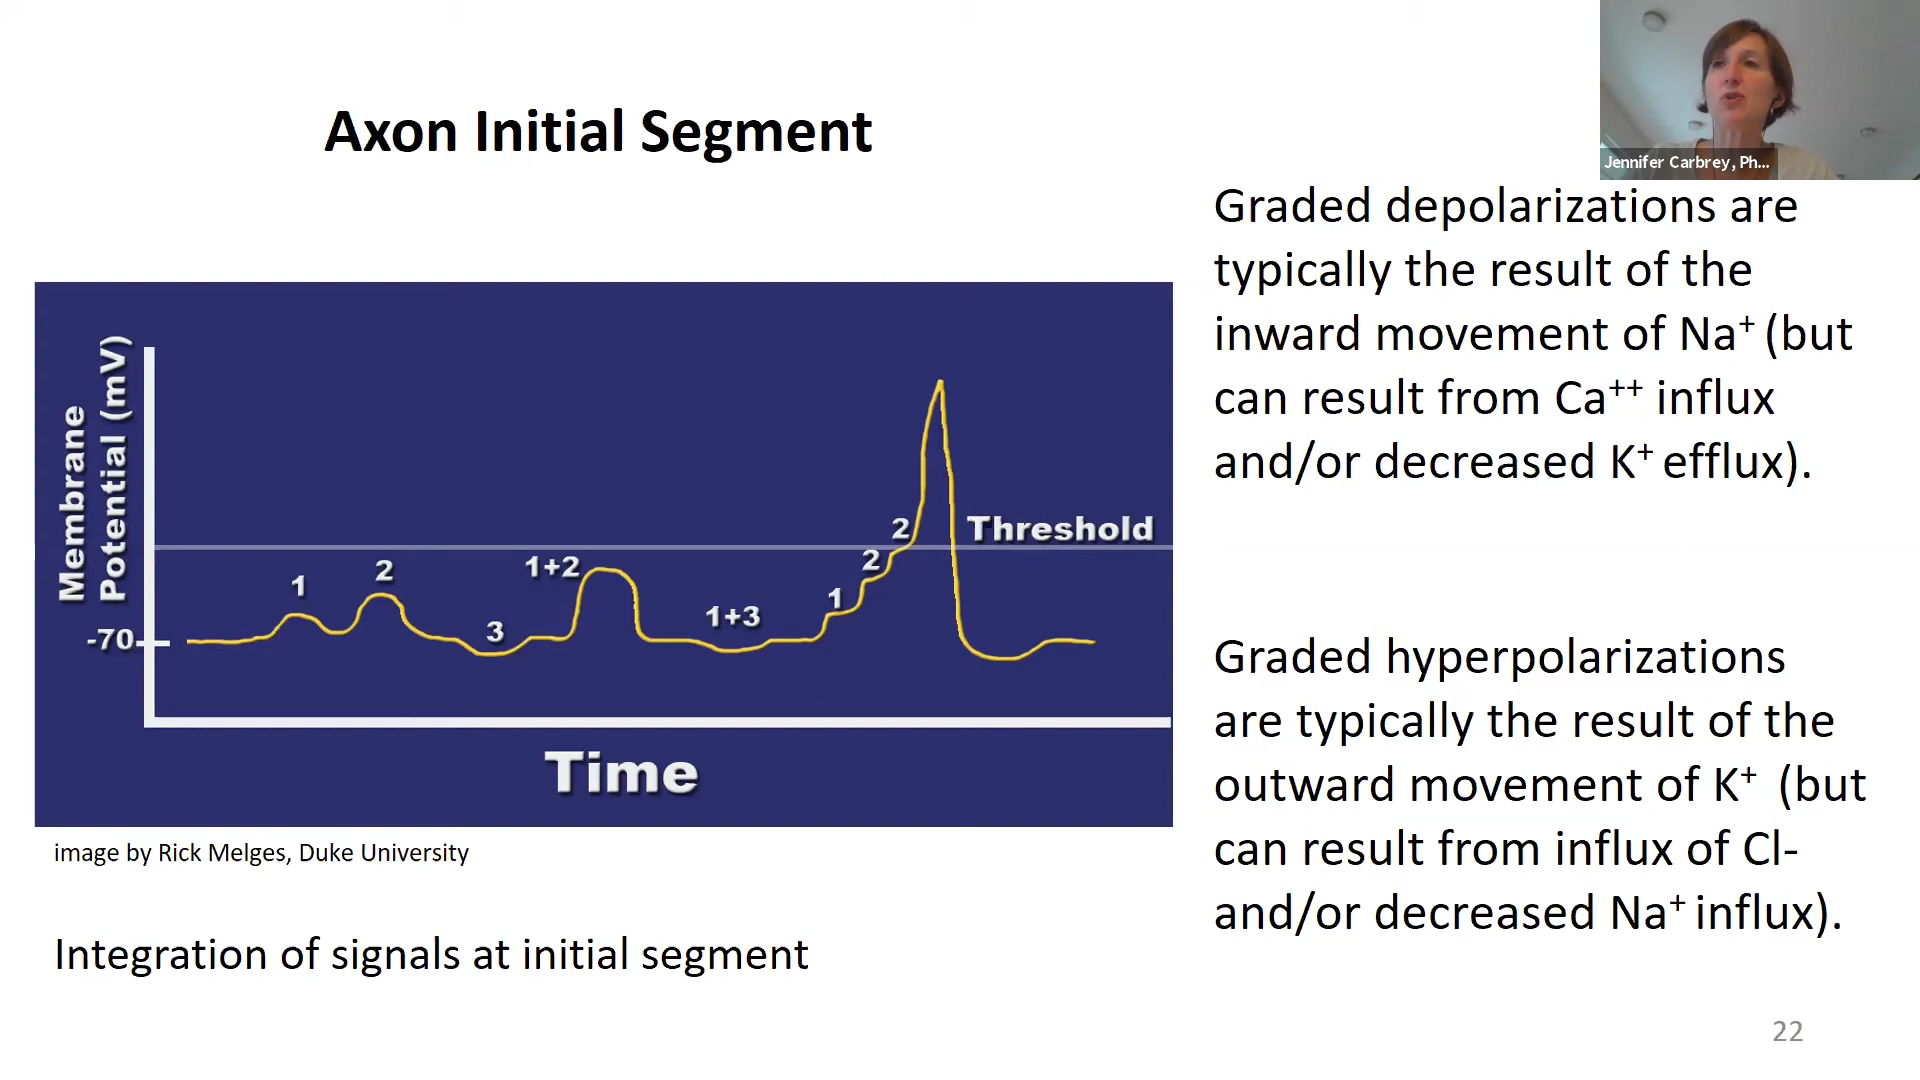 Axon Initial Segment
Jennifer Carbrey, Ph...
Graded depolarizations are
typically the result of the
inward movement of Na⁺ (but
can result from Ca⁺⁺ influx
and/or decreased K⁺ efflux).
Graded hyperpolarizations
are typically the result of the
outward movement of K⁺ (but
can result from influx of Cl-
and/or decreased Na⁺ influx).
Membrane
Potential (mV)
-70
1
2
3
1+2
1+3
1
2
2
Threshold
Time
image by Rick Melges, Duke University
Integration of signals at initial segment
22